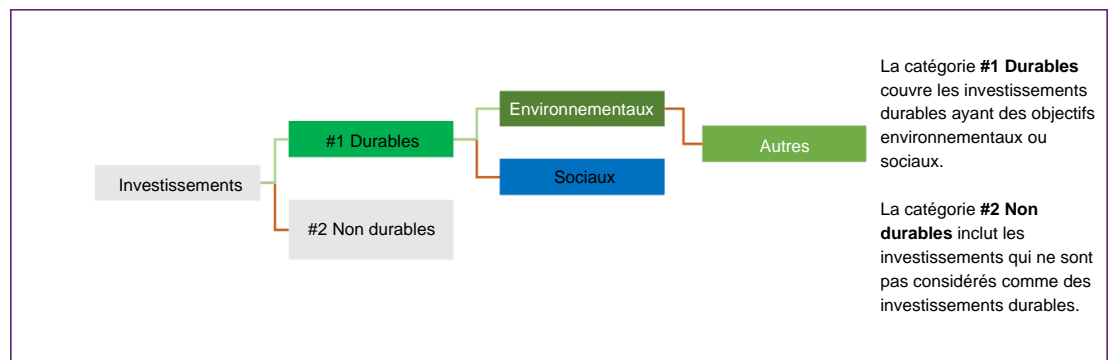 Investissements
#1 Durables
#2 Non durables
Environnementaux
Sociaux
Autres
La catégorie #1 Durables
couvre les investissements
durables ayant des objectifs
environnementaux ou
sociaux.
La catégorie #2 Non
durables inclut les
investissements qui ne sont
pas considérés comme des
investissements durables.